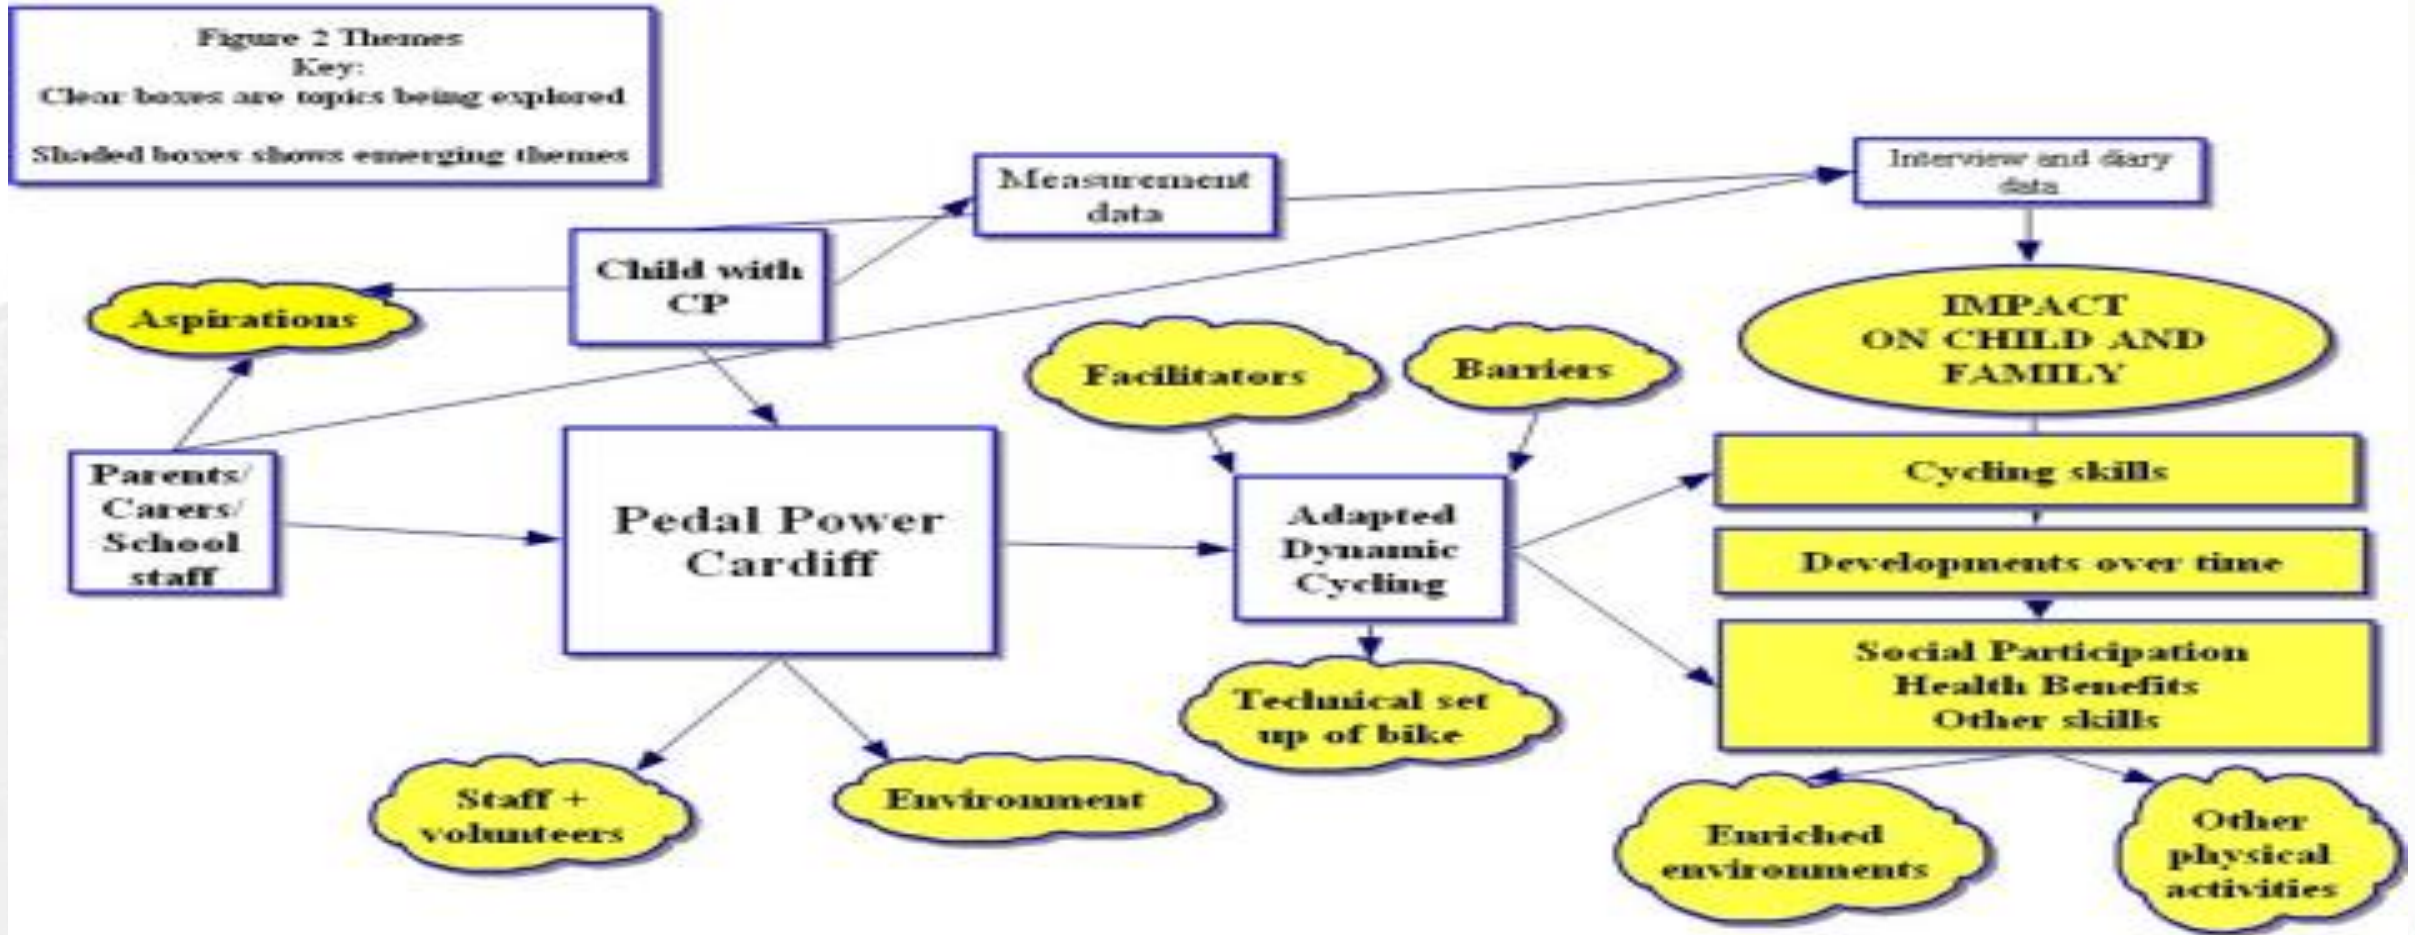 Figure 2 Themes
Key:
Clear boxes are topics being explored
Shaded boxes shows emerging themes
Measurement
data
Interview and diary
data
Child with
CP
Aspirations
IMPACT
ON CHILD AND
FAMILY
Facilitators
Barriers
Parents/
Carers/
School
staff
Pedal Power
Cardiff
Adapted
Dynamic
Cycling
Cycling skills
Developments over time
Social Participation
Health Benefits
Other skills
Technical set
up of bike
Staff +
volunteers
Environment
Enriched
environments
Other
physical
activities